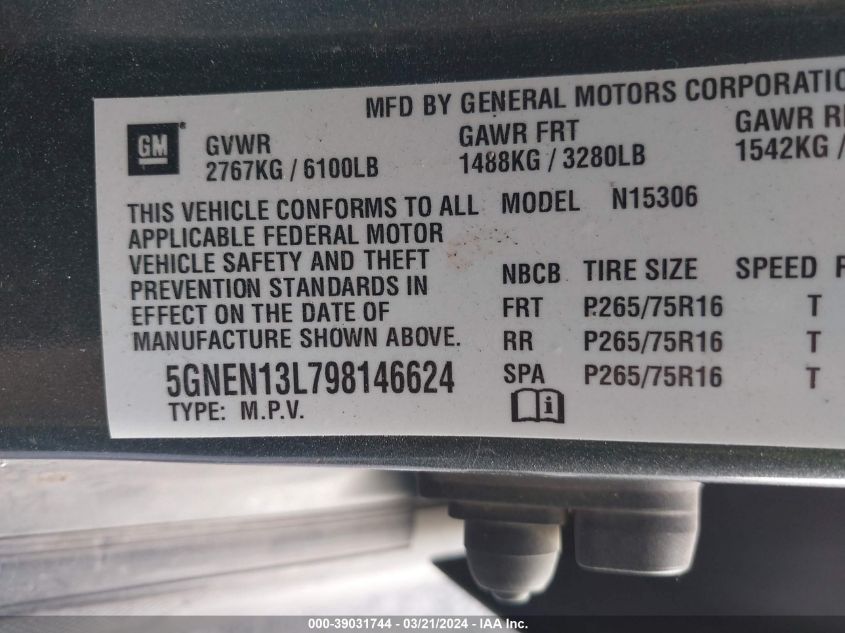 MFD BY GENERAL MOTORS CORPORATIO
GM
GVWR
2767KG / 6100LB
GAWR FRT
1488KG / 3280LB
GAWR R
1542KG /
THIS VEHICLE CONFORMS TO ALL
APPLICABLE FEDERAL MOTOR
VEHICLE SAFETY AND THEFT
PREVENTION STANDARDS IN
EFFECT ON THE DATE OF
MANUFACTURE SHOWN ABOVE.
MODEL N15306
NBCB TIRE SIZE SPEED
FRT P265/75R16 T
RR P265/75R16 T
SPA P265/75R16 T
5GNEN13L798146624
TYPE: M.P.V.
000-39031744 / 03/21/2024 - IAA Inc.